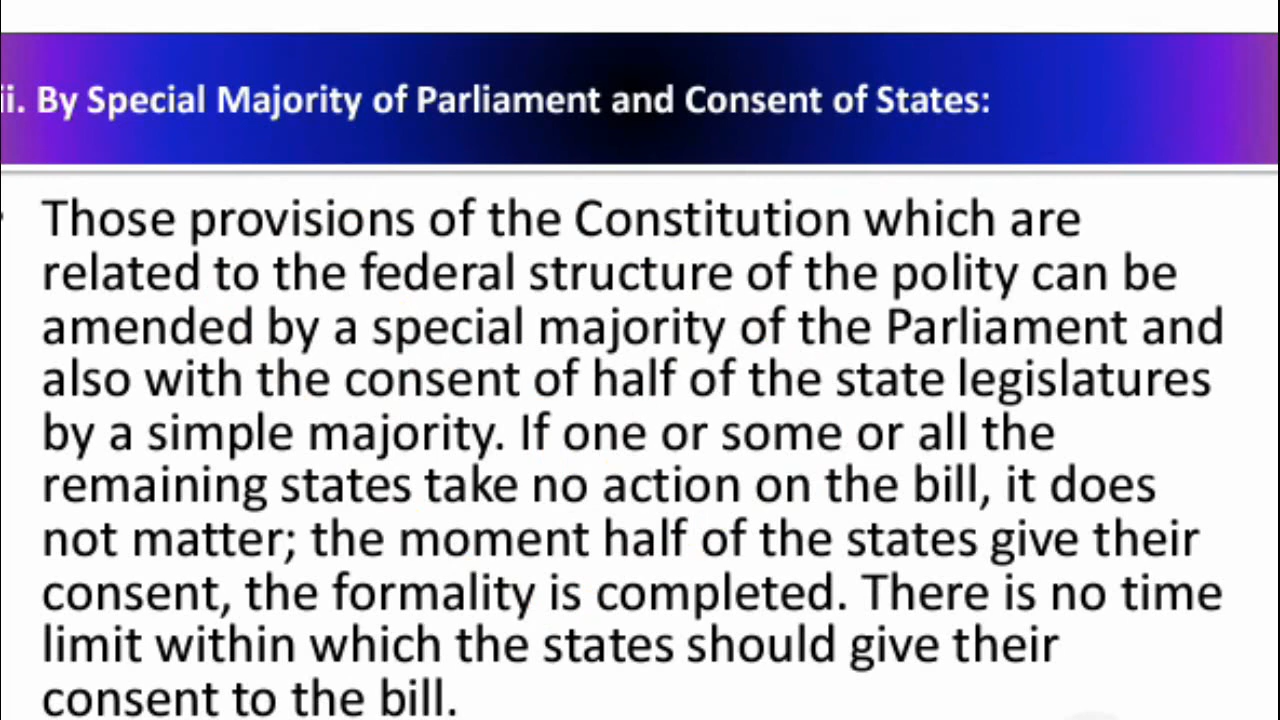 ii. By Special Majority of Parliament and Consent of States:
Those provisions of the Constitution which are
related to the federal structure of the polity can be
amended by a special majority of the Parliament and
also with the consent of half of the state legislatures
by a simple majority. If one or some or all the
remaining states take no action on the bill, it does
not matter; the moment half of the states give their
consent, the formality is completed. There is no time
limit within which the states should give their
consent to the bill.